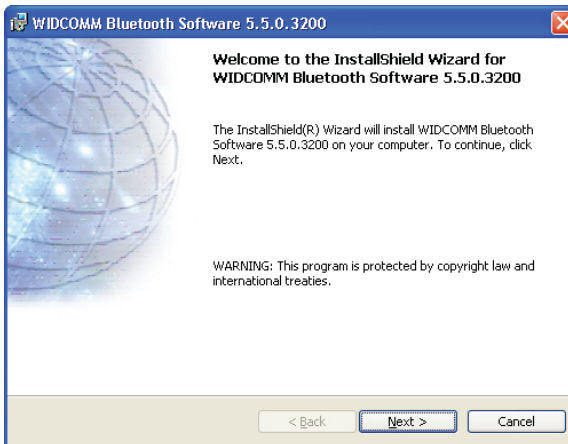 WIDCOMM Bluetooth Software 5.5.0.3200
Welcome to the InstallShield Wizard for
WIDCOMM Bluetooth Software 5.5.0.3200
The InstallShield(R) Wizard will install WIDCOMM Bluetooth
Software 5.5.0.3200 on your computer. To continue, click
Next.
WARNING: This program is protected by copyright law and
international treaties.
< Back
Next >
Cancel